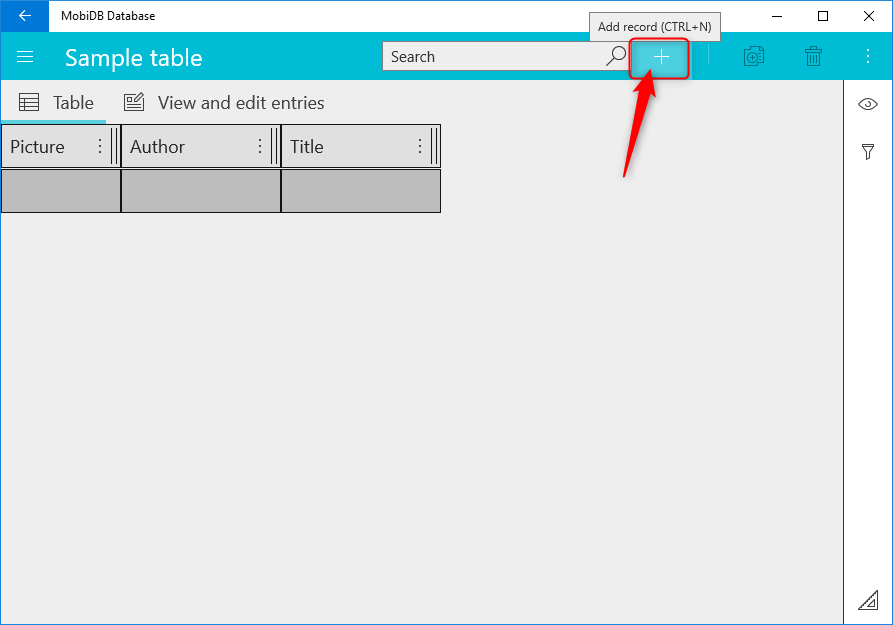 MobiDB Database
Add record (CTRL+N)
Sample table
Search
Table
View and edit entries
Picture
Author
Title